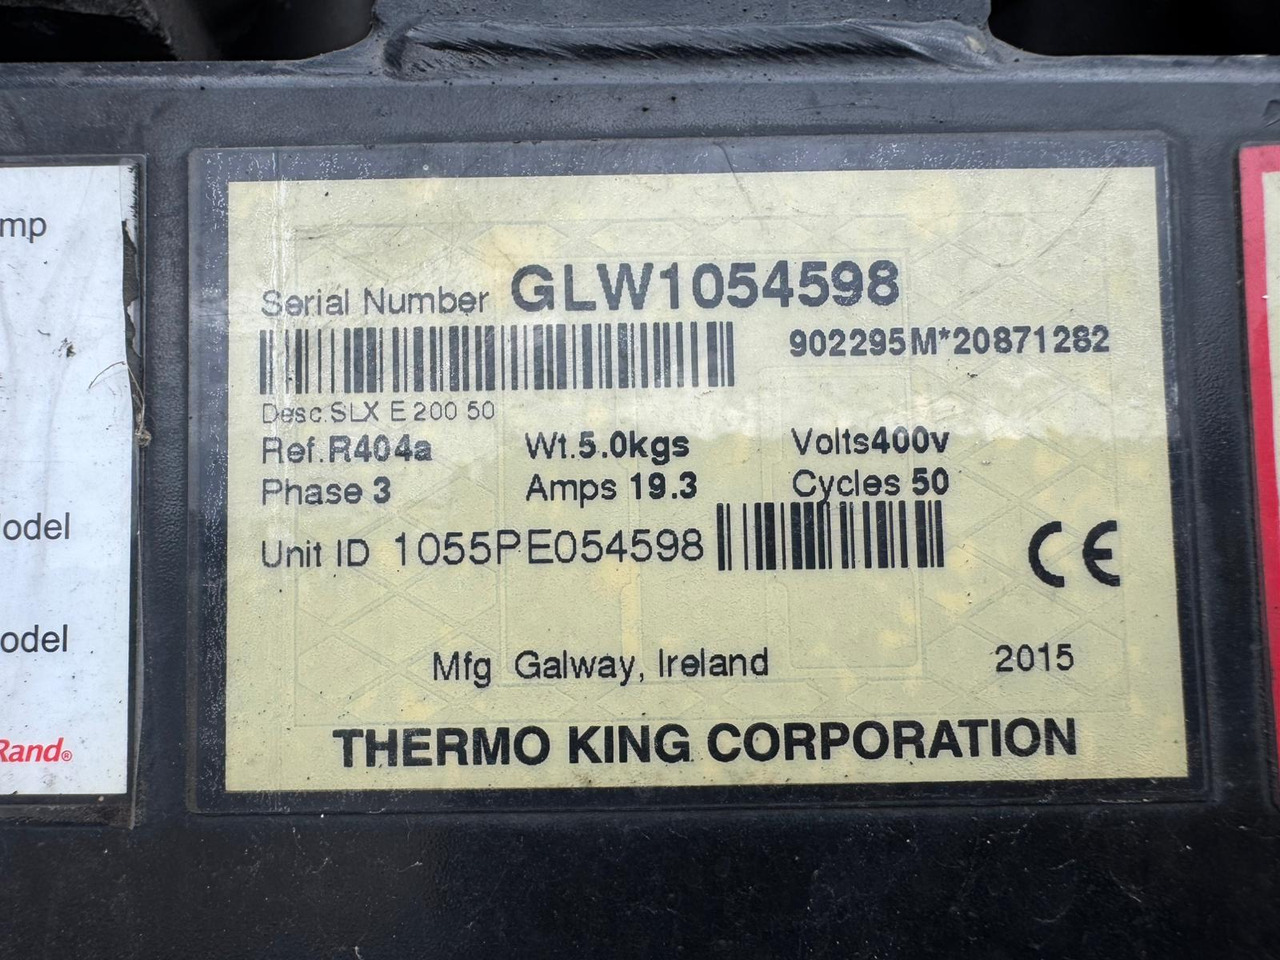 mp
odel
odel
Rand®
Serial Number GLW1054598
902295M*20871282
Desc.SLX E 200 50
Ref.R404a Wt.5.0kgs Volts400v
Phase 3 Amps 19.3 Cycles 50
Unit ID 1055PE054598
CE
Mfg Galway, Ireland 2015
THERMO KING CORPORATION